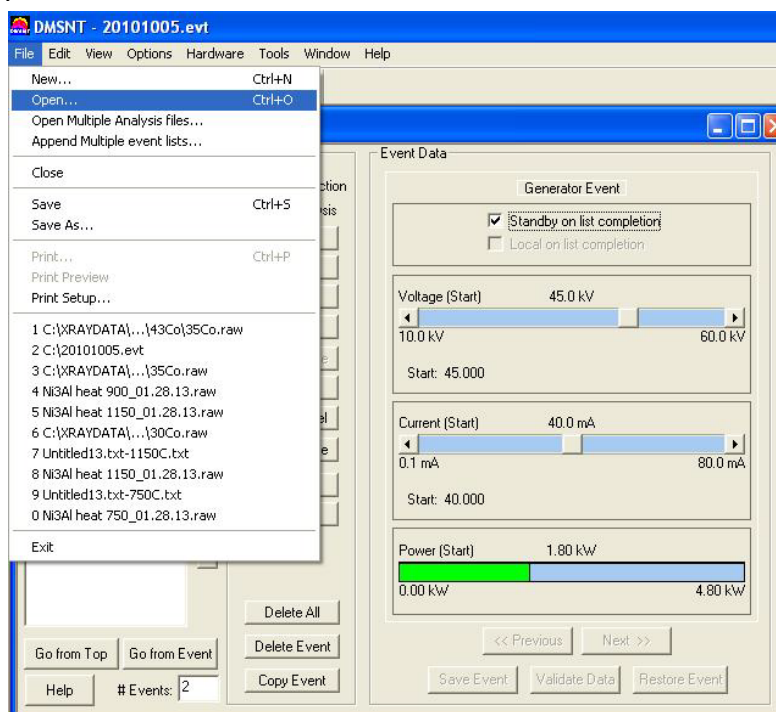 DMSNT - 20101005.evt
File Edit View Options Hardware Tools Window Help
New... Ctrl+N
Open... Ctrl+O
Open Multiple Analysis files...
Append Multiple event lists...
Close
Save Ctrl+S
Save As...
Print... Ctrl+P
Print Preview
Print Setup...
1 C:\XRAYDATA\...\43Co\35Co.raw
2 C:\20101005.evt
3 C:\XRAYDATA\...\35Co.raw
4 Ni3Al heat 900_01.28.13.raw
5 Ni3Al heat 1150_01.28.13.raw
6 C:\XRAYDATA\...\30Co.raw
7 Untitled13.txt-1150C.txt
8 Ni3Al heat 1150_01.28.13.raw
9 Untitled13.txt-750C.txt
0 Ni3Al heat 750_01.28.13.raw
Exit
Delete All
Go from Top Go from Event Delete Event
Help # Events: 2 Copy Event
Event Data
Generator Event
Standby on list completion
Local on list completion
Voltage (Start) 45.0 kV
10.0 kV 60.0 kV
Start: 45.000
Current (Start) 40.0 mA
0.1 mA 80.0 mA
Start: 40.000
Power (Start) 1.80 kW
0.00 kW 4.80 kW
<< Previous Next >>
Save Event Validate Data Restore Event